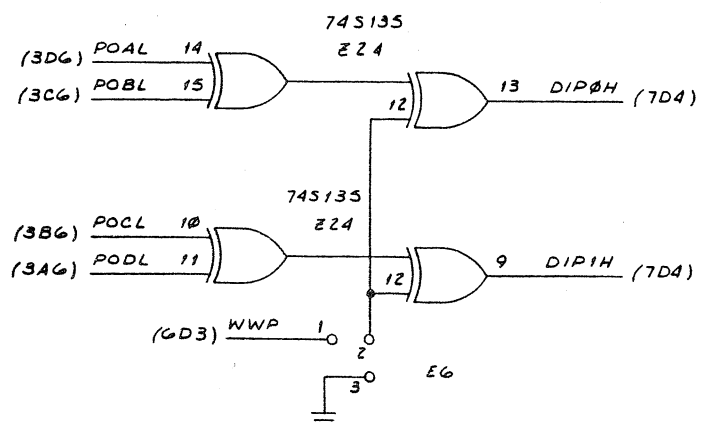 74S135
Z24
(3D6) POAL 14
(3C6) POBL 15
12
13 DIPØH (7D4)
74S135
Z24
(3B6) POCL 1Ø
(3A6) PODL 11
12
9 DIP1H (7D4)
(6D3) WWP 1
2
3
E6